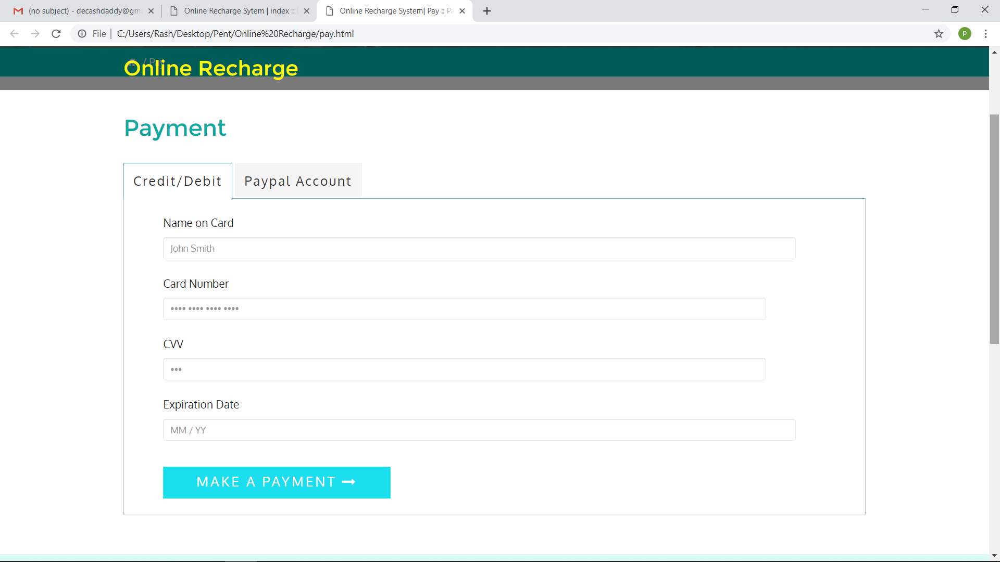 (no subject) - decashdaddy@gm
Online Recharge Sytem | index ::
Online Recharge System| Pay :: Pa
File
C:/Users/Rash/Desktop/Pent/Online%20Recharge/pay.html
P
/ Pay
Online Recharge
Payment
Credit/Debit
Paypal Account
Name on Card
John Smith
Card Number
•••• •••• •••• ••••
CVV
•••
Expiration Date
MM / YY
MAKE A PAYMENT